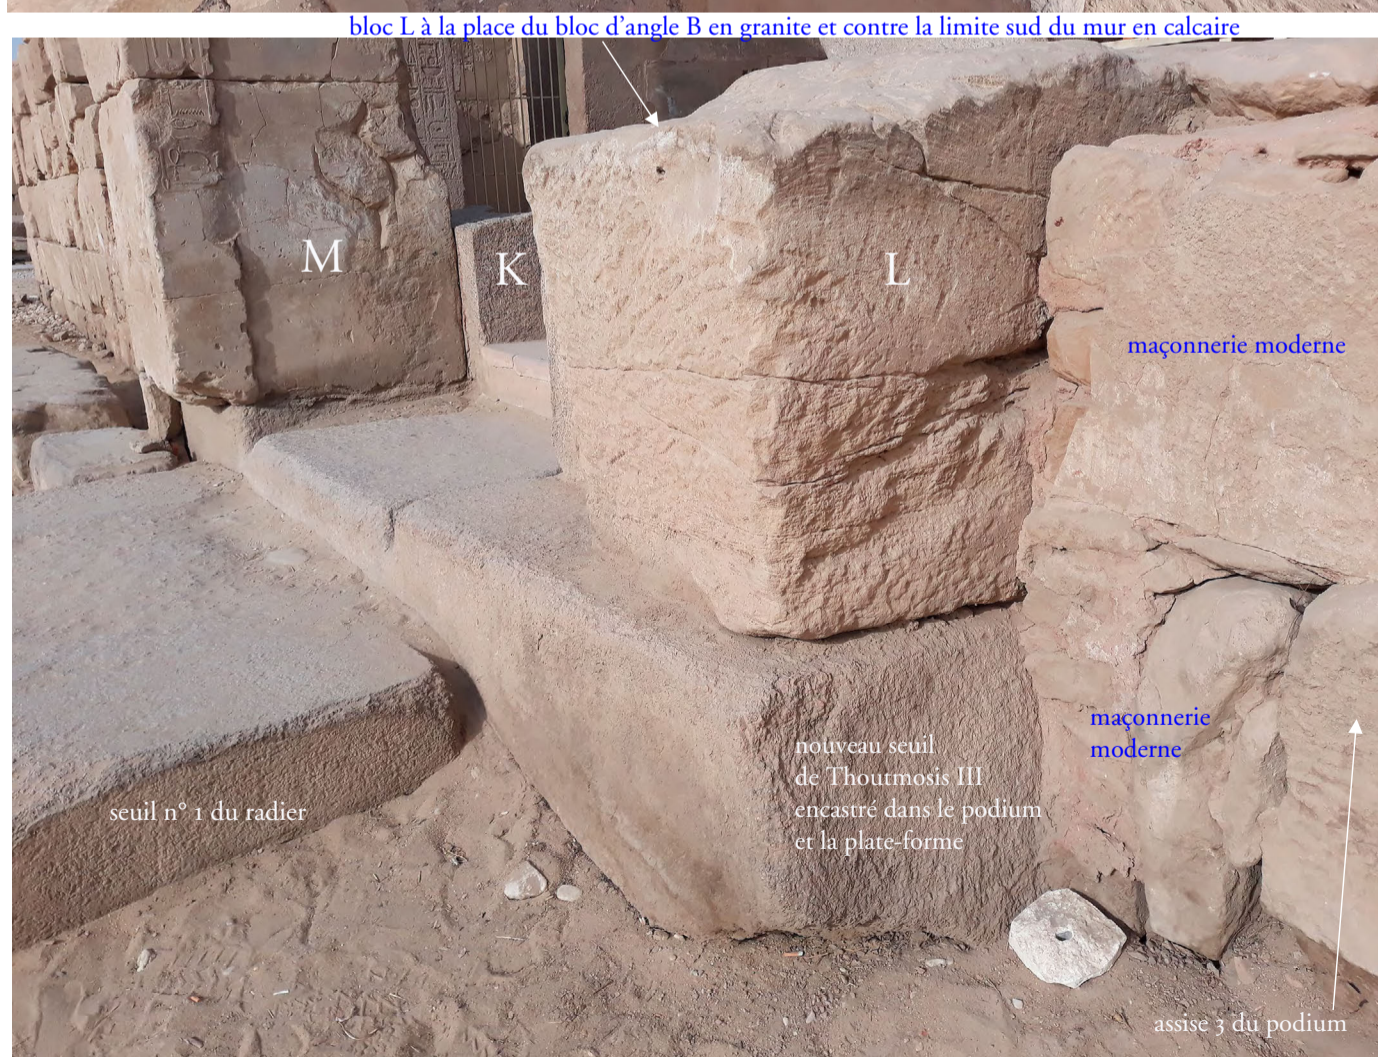 bloc L à la place du bloc d’angle B en granite et contre la limite sud du mur en calcaire
M
K
L
maçonnerie moderne
maçonnerie
moderne
nouveau seuil
de Thoutmosis III
encastré dans le podium
et la plate-forme
seuil n° 1 du radier
assise 3 du podium